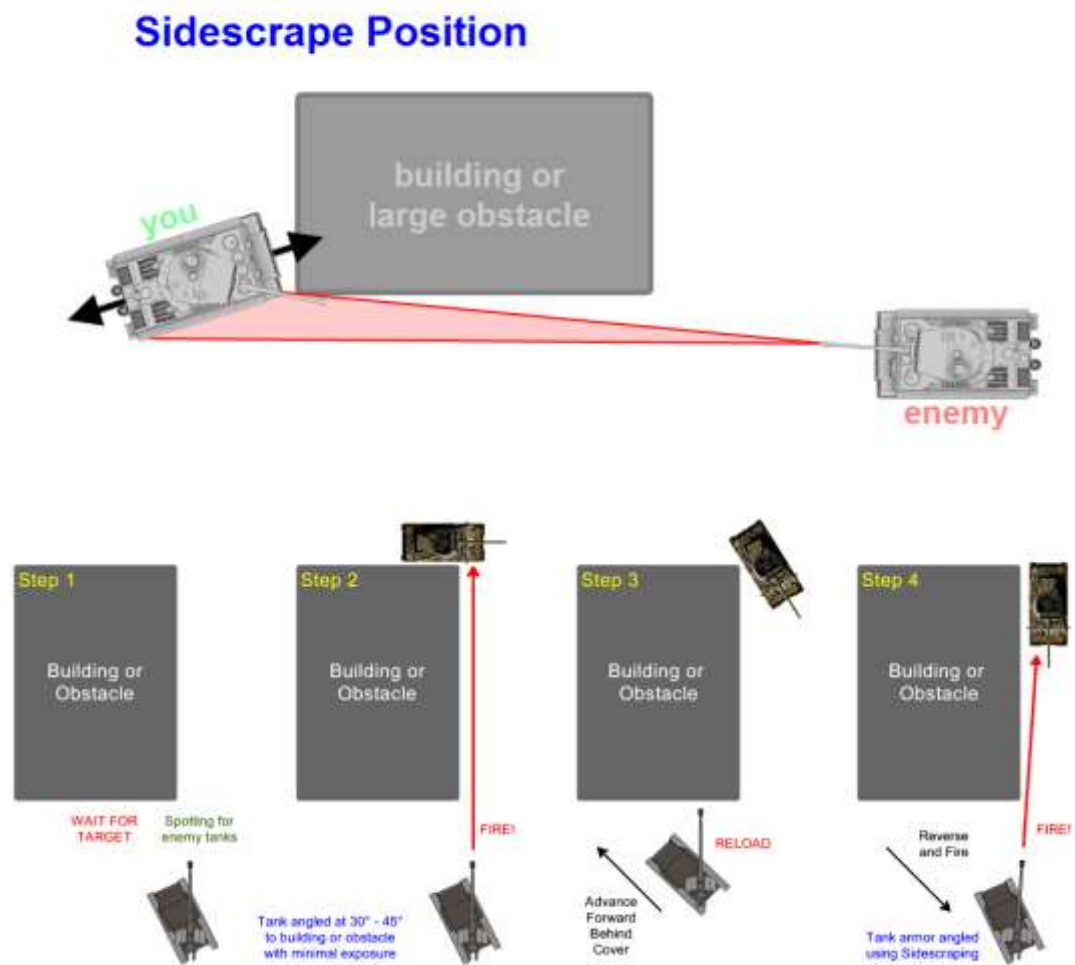 Sidescrape Position
building or
large obstacle
you
enemy
Step 1
Building or
Obstacle
WAIT FOR
TARGET
Spotting for
enemy tanks
Step 2
Building or
Obstacle
FIRE!
Tank angled at 30° - 45°
to building or obstacle
with minimal exposure
Step 3
Building or
Obstacle
RELOAD
Advance
Forward
Behind
Cover
Step 4
Building or
Obstacle
Reverse
and Fire
FIRE!
Tank armor angled
using Sidescraping